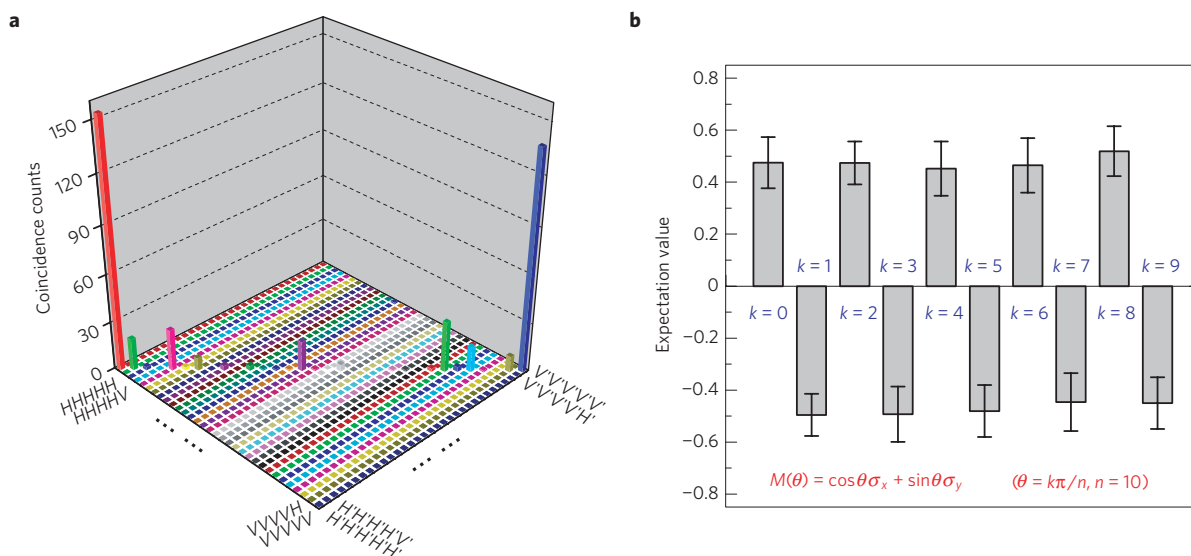 a
Coincidence counts
150
120
90
60
30
0
HHHHH
HHHHV
VVVVH
VVVVV
H'H'H'H'V'
H'H'H'H'H'
V'V'V'V'V'
V'V'V'V'H'
b
Expectation value
0.8
0.6
0.4
0.2
0
−0.2
−0.4
−0.6
−0.8
k = 1 k = 3 k = 5 k = 7 k = 9
k = 0 k = 2 k = 4 k = 6 k = 8
M(θ) = cosθσx + sinθσy (θ = kπ/n, n = 10)